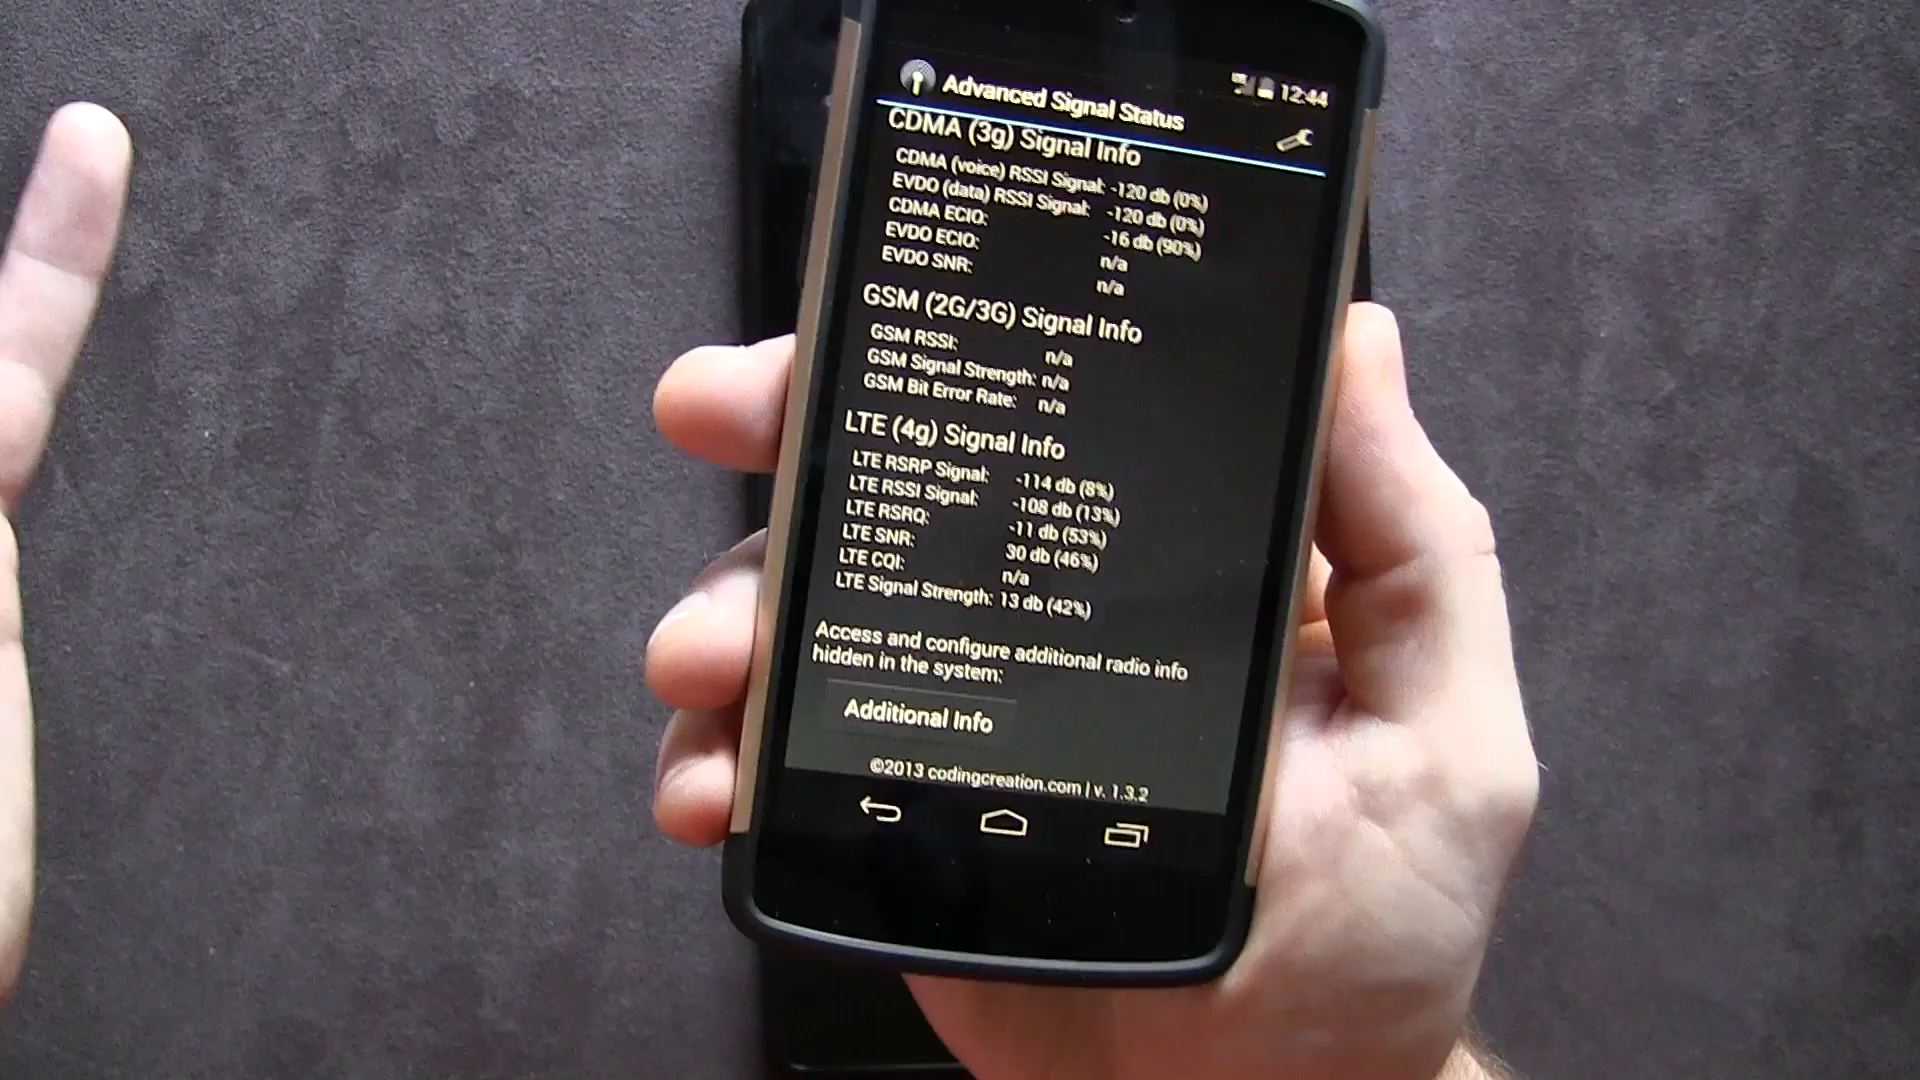 12:44
Advanced Signal Status
CDMA (3g) Signal Info
CDMA (voice) RSSI Signal: -120 db (0%)
EVDO (data) RSSI Signal: -120 db (0%)
CDMA ECIO: -16 db (90%)
EVDO ECIO: n/a
EVDO SNR: n/a
GSM (2G/3G) Signal Info
GSM RSSI: n/a
GSM Signal Strength: n/a
GSM Bit Error Rate: n/a
LTE (4g) Signal Info
LTE RSRP Signal: -114 db (8%)
LTE RSSI Signal: -108 db (13%)
LTE RSRQ: -11 db (53%)
LTE SNR: 30 db (46%)
LTE CQI: n/a
LTE Signal Strength: 13 db (42%)
Access and configure additional radio info
hidden in the system:
Additional Info
©2013 codingcreation.com | v. 1.3.2